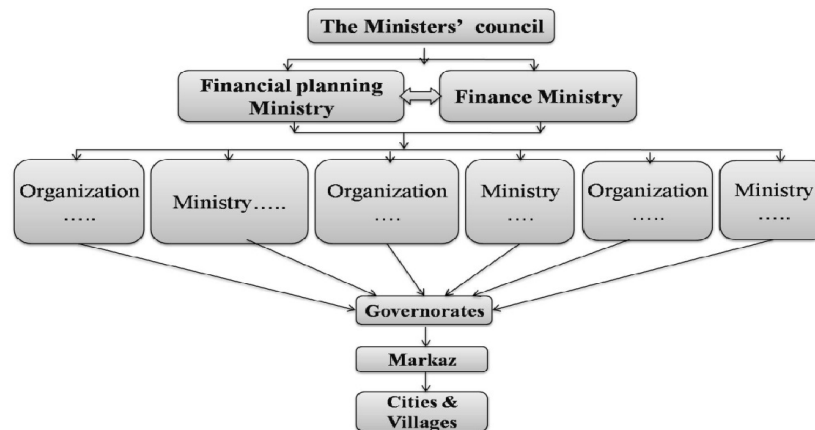 The Ministers' council
Financial planning
Ministry
Finance Ministry
Organization
.....
Ministry.....
Organization
....
Ministry
....
Organization
.....
Ministry
.....
Governorates
Markaz
Cities &
Villages